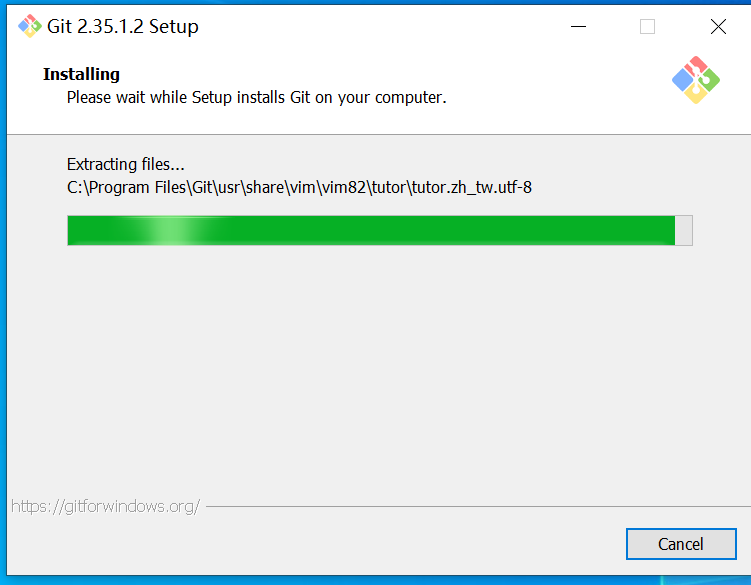 Git 2.35.1.2 Setup
Installing
Please wait while Setup installs Git on your computer.
Extracting files...
C:\Program Files\Git\usr\share\vim\vim82\tutor\tutor.zh_tw.utf-8
https://gitforwindows.org/
Cancel